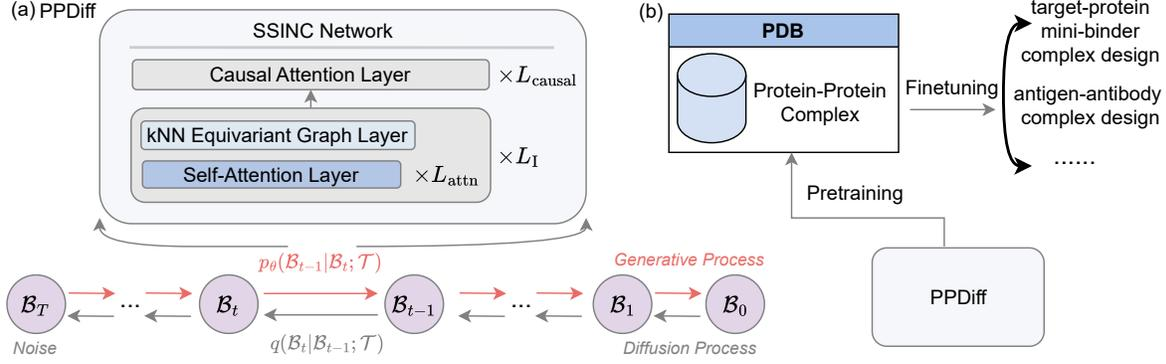 (a) PPDiff
SSINC Network
Causal Attention Layer
×L_causal
kNN Equivariant Graph Layer
Self-Attention Layer
×L_attn
×L_I
p_θ(ℬ_{t−1}|ℬ_t; 𝒯)
Generative Process
ℬ_T
...
ℬ_t
ℬ_{t−1}
...
ℬ_1
ℬ_0
Noise
q(ℬ_t|ℬ_{t−1}; 𝒯)
Diffusion Process
(b)
PDB
Protein-Protein
Complex
Finetuning
target-protein
mini-binder
complex design
antigen-antibody
complex design
......
Pretraining
PPDiff